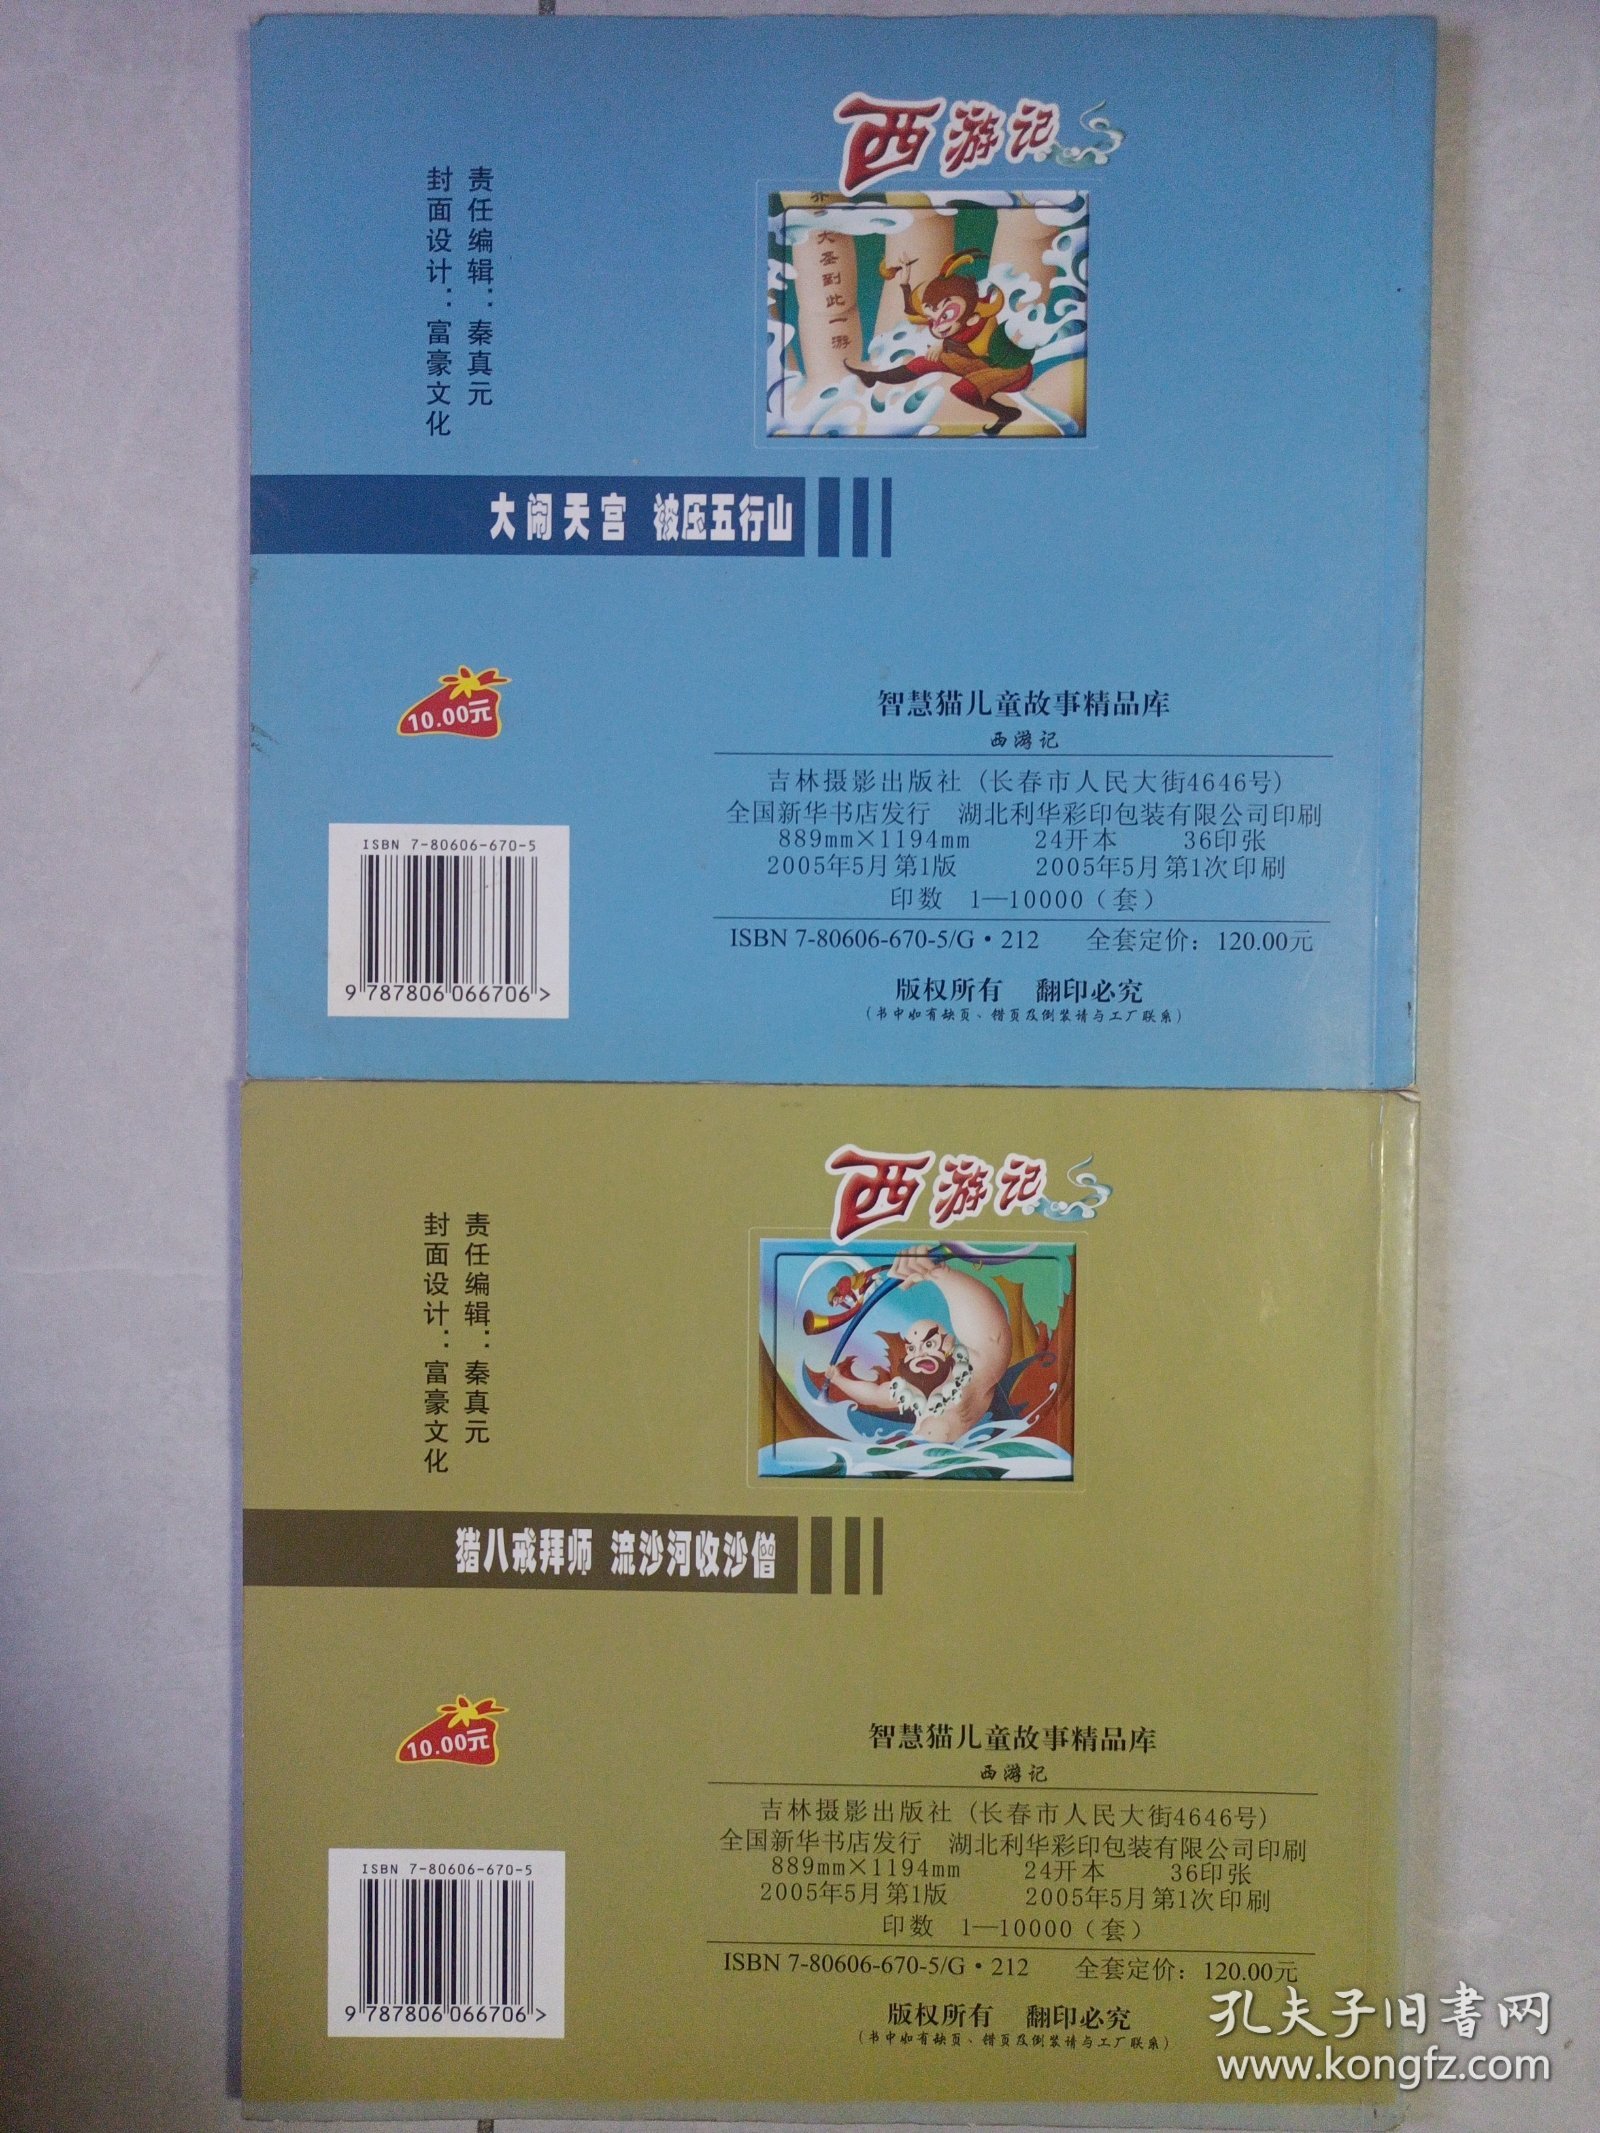 西游记
齐天大圣到此一游
责任编辑：秦真元
封面设计：富豪文化
大闹天宫 被压五行山
10.00元
智慧猫儿童故事精品库
西游记
吉林摄影出版社（长春市人民大街4646号）
全国新华书店发行 湖北利华彩印包装有限公司印刷
889mm×1194mm 24开本 36印张
2005年5月第1版 2005年5月第1次印刷
印数 1—10000（套）
ISBN 7-80606-670-5/G·212 全套定价：120.00元
版权所有 翻印必究
（书中如有缺页、错页及倒装请与工厂联系）
ISBN 7-80606-670-5
9 787806 066706 >
西游记
责任编辑：秦真元
封面设计：富豪文化
猪八戒拜师 流沙河收沙僧
10.00元
智慧猫儿童故事精品库
西游记
吉林摄影出版社（长春市人民大街4646号）
全国新华书店发行 湖北利华彩印包装有限公司印刷
889mm×1194mm 24开本 36印张
2005年5月第1版 2005年5月第1次印刷
印数 1—10000（套）
ISBN 7-80606-670-5/G·212 全套定价：120.00元
版权所有 翻印必究
（书中如有缺页、错页及倒装请与工厂联系）
ISBN 7-80606-670-5
9 787806 066706 >
孔夫子旧书网
www.kongfz.com